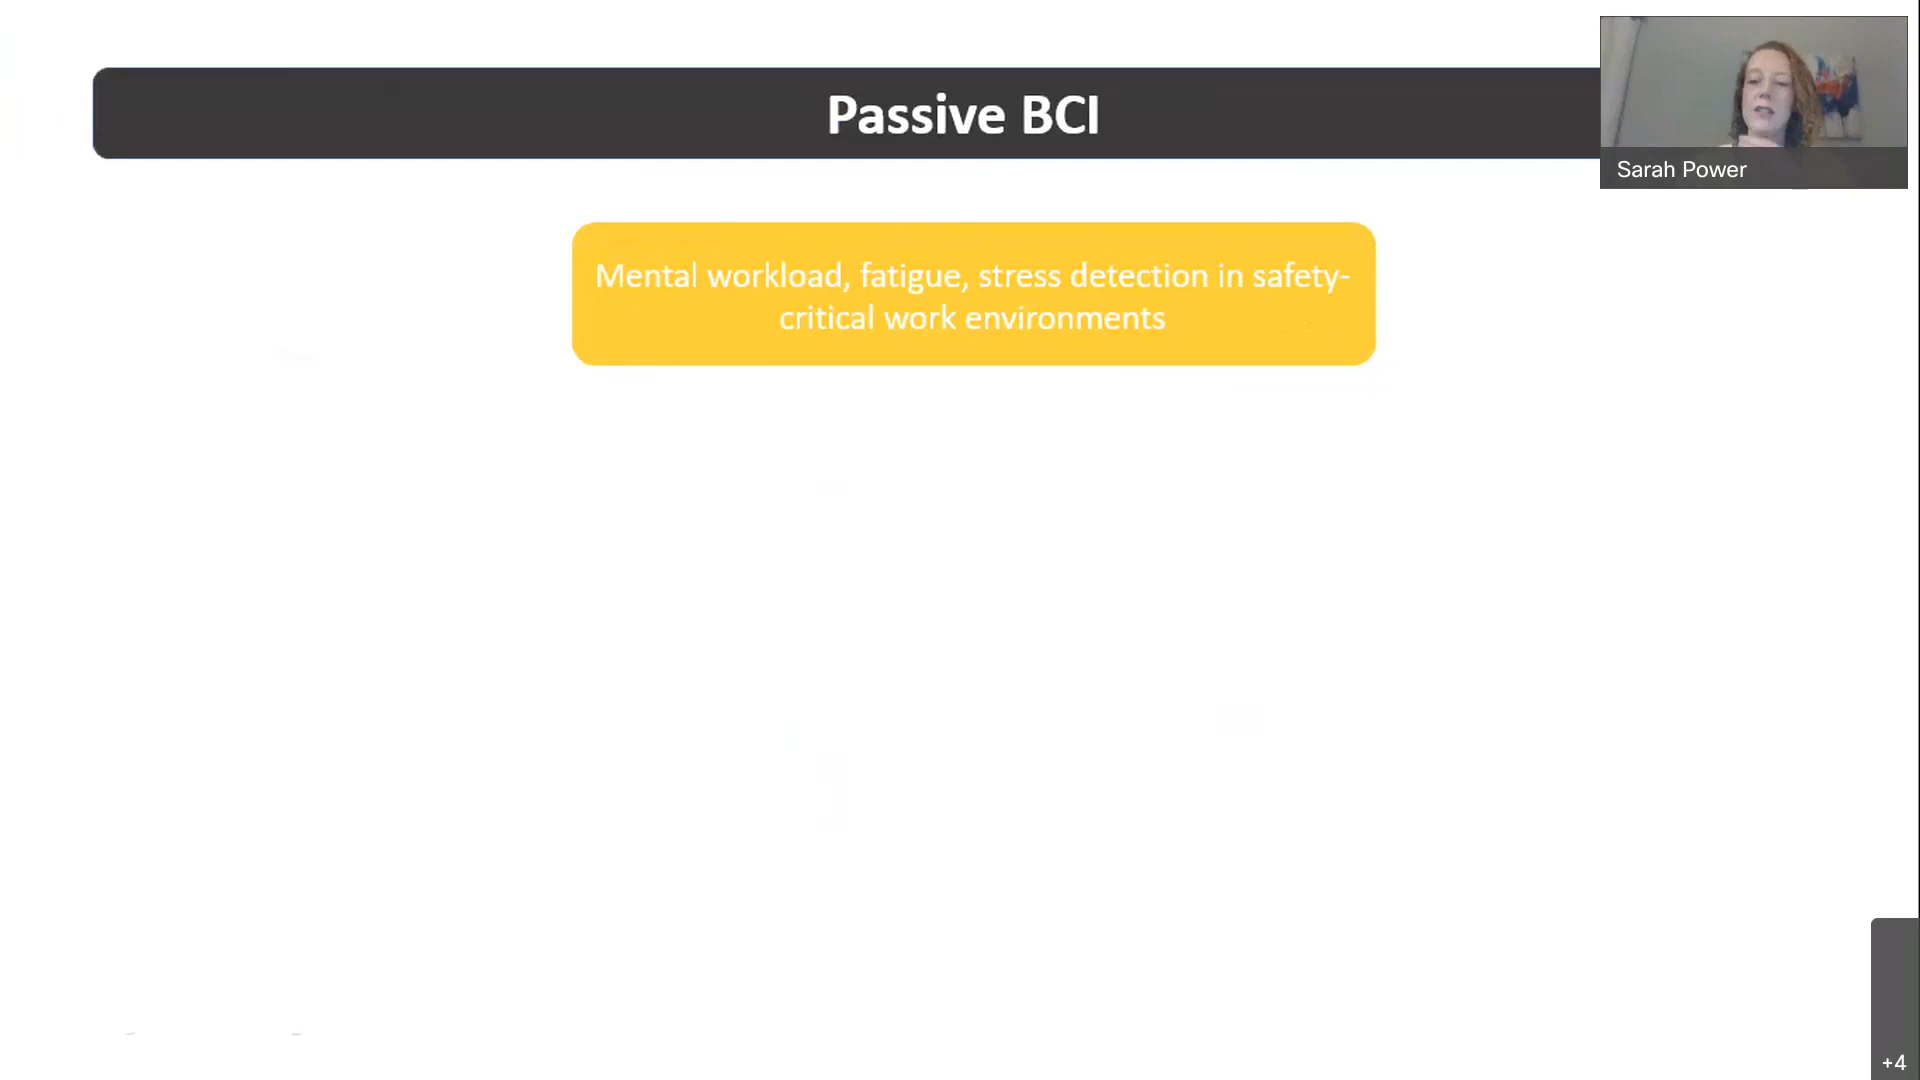 Passive BCI
Sarah Power
Mental workload, fatigue, stress detection in safety-
critical work environments
+4